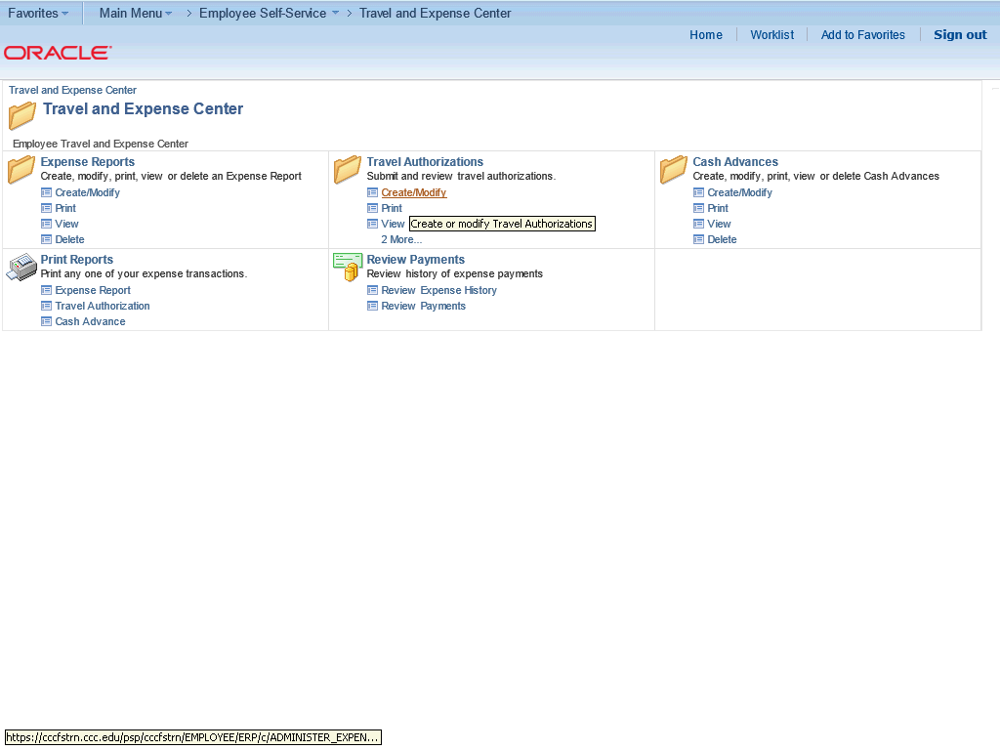 Favorites Main Menu > Employee Self-Service > Travel and Expense Center
Home Worklist Add to Favorites Sign out
ORACLE
Travel and Expense Center
Travel and Expense Center
Employee Travel and Expense Center
Expense Reports
Create, modify, print, view or delete an Expense Report
Create/Modify
Print
View
Delete
Travel Authorizations
Submit and review travel authorizations.
Create/Modify
Print
View
Create or modify Travel Authorizations
2 More...
Cash Advances
Create, modify, print, view or delete Cash Advances
Create/Modify
Print
View
Delete
Print Reports
Print any one of your expense transactions.
Expense Report
Travel Authorization
Cash Advance
Review Payments
Review history of expense payments
Review Expense History
Review Payments
https://cccfstrn.ccc.edu/psp/cccfstrn/EMPLOYEE/ERP/c/ADMINISTER_EXPEN...